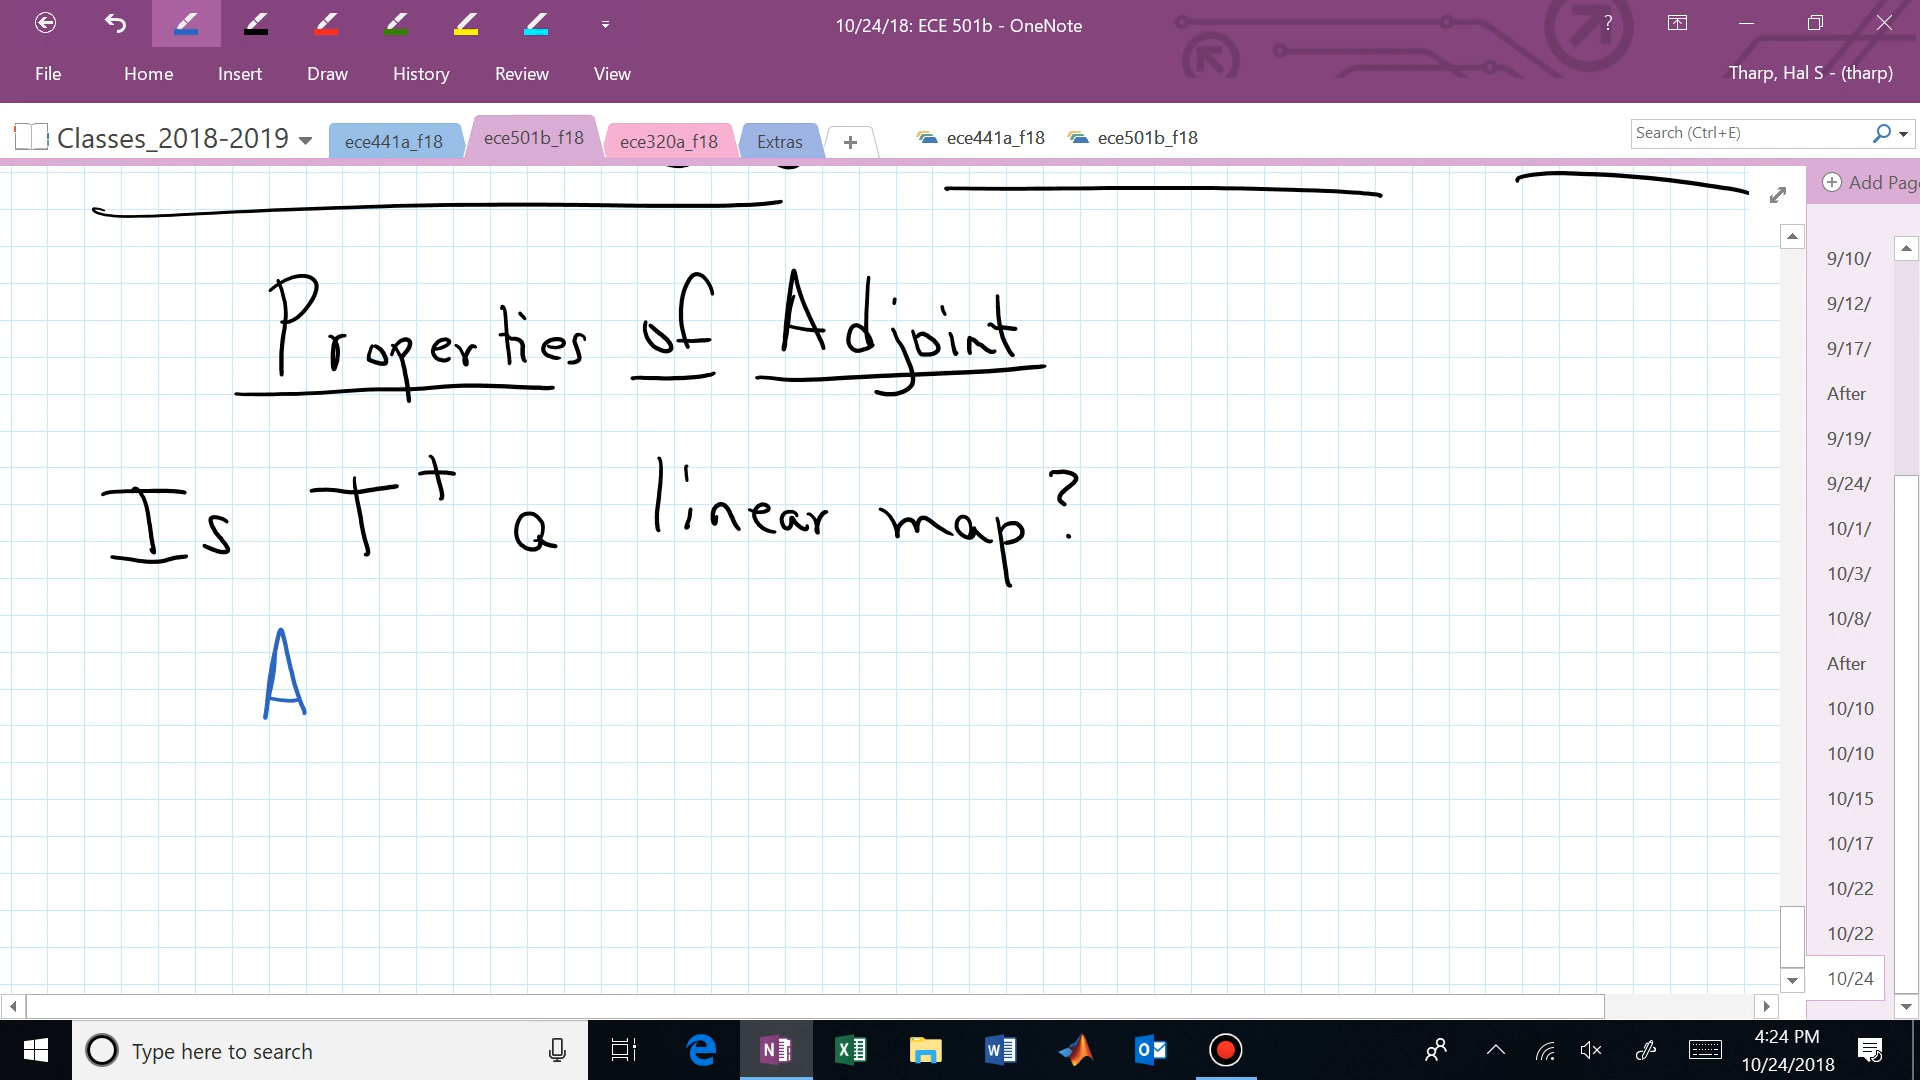 10/24/18: ECE 501b - OneNote
?
File Home Insert Draw History Review View
Tharp, Hal S - (tharp)
Classes_2018-2019 ece441a_f18 ece501b_f18 ece320a_f18 Extras + ece441a_f18 ece501b_f18
Search (Ctrl+E)
Add Page
Properties of Adjoint
Is T+ a linear map?
A
9/10/
9/12/
9/17/
After
9/19/
9/24/
10/1/
10/3/
10/8/
After
10/10
10/10
10/15
10/17
10/22
10/22
10/24
Type here to search
4:24 PM
10/24/2018